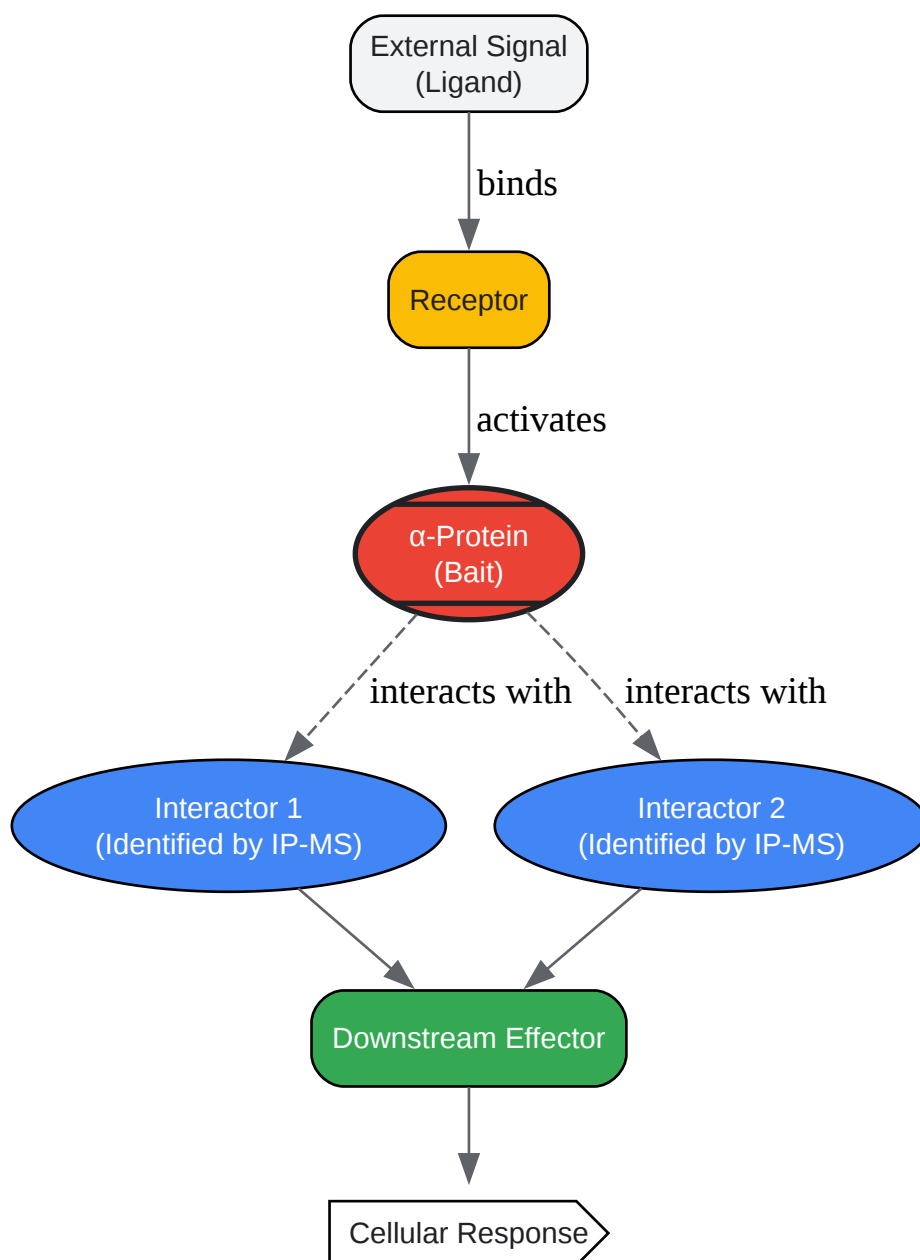 External Signal
(Ligand)
binds
Receptor
activates
α-Protein
(Bait)
interacts with
interacts with
Interactor 1
(Identified by IP-MS)
Interactor 2
(Identified by IP-MS)
Downstream Effector
Cellular Response